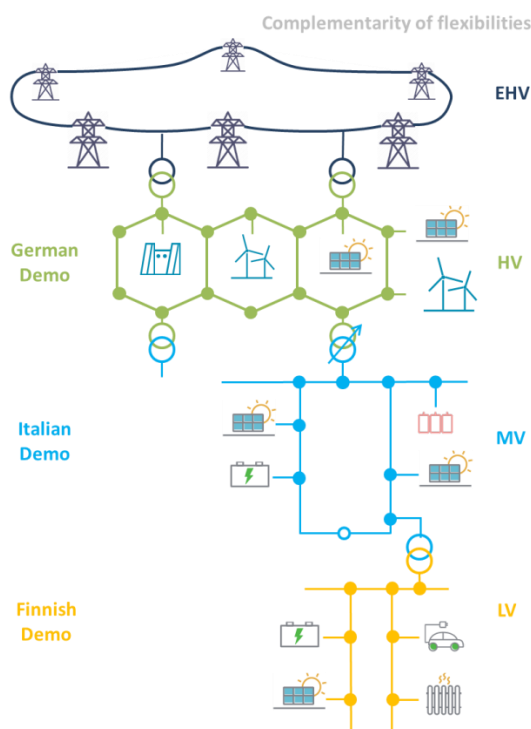 Complementarity of flexibilities
EHV
German
Demo
HV
Italian
Demo
MV
Finnish
Demo
LV